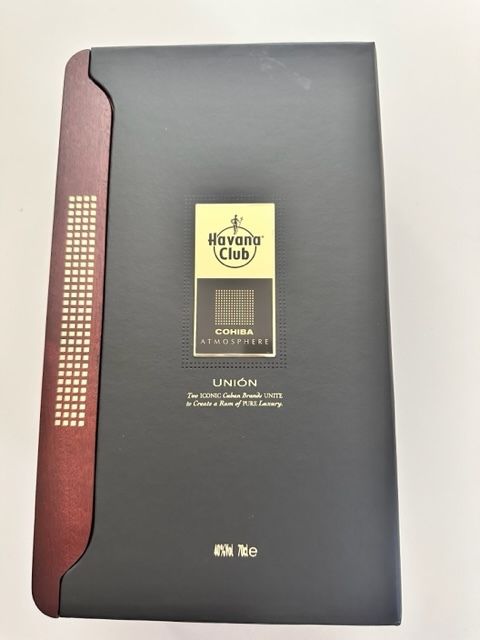 Havana
Club
COHIBA
ATMOSPHERE
UNIÓN
Two ICONIC Cuban Brands UNITE
to Create a Rum of PURE Luxury.
40%Vol 70cl e